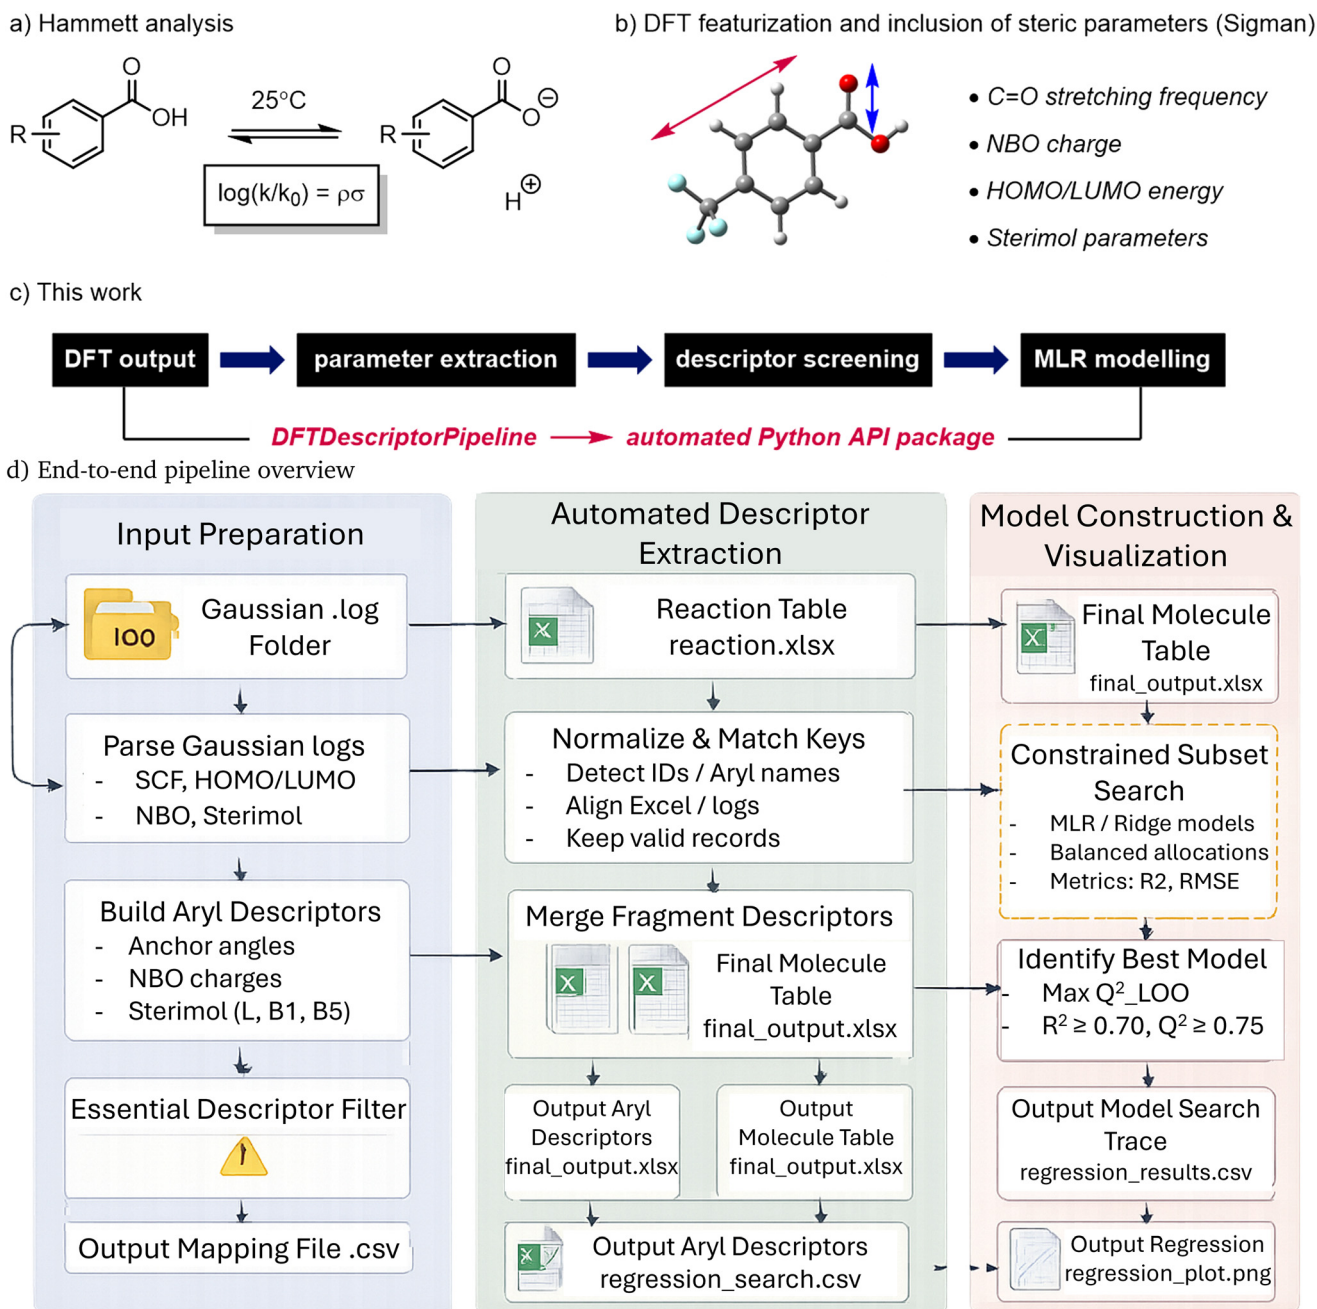 a) Hammett analysis
R
O
OH
25°C
log(k/k0) = ρσ
R
O
O⊖
H⊕
b) DFT featurization and inclusion of steric parameters (Sigman)
• C=O stretching frequency
• NBO charge
• HOMO/LUMO energy
• Sterimol parameters
c) This work
DFT output
parameter extraction
descriptor screening
MLR modelling
DFTDescriptorPipeline
automated Python API package
d) End-to-end pipeline overview
Input Preparation
100
Gaussian .log
Folder
Parse Gaussian logs
- SCF, HOMO/LUMO
- NBO, Sterimol
Build Aryl Descriptors
- Anchor angles
- NBO charges
- Sterimol (L, B1, B5)
Essential Descriptor Filter
Output Mapping File .csv
Automated Descriptor
Extraction
X
Reaction Table
reaction.xlsx
Normalize & Match Keys
- Detect IDs / Aryl names
- Align Excel / logs
- Keep valid records
Merge Fragment Descriptors
X
X
Final Molecule
Table
final_output.xlsx
Output Aryl
Descriptors
final_output.xlsx
Output
Molecule Table
final_output.xlsx
X
Output Aryl Descriptors
regression_search.csv
Model Construction &
Visualization
X
Final Molecule
Table
final_output.xlsx
Constrained Subset
Search
- MLR / Ridge models
- Balanced allocations
- Metrics: R2, RMSE
Identify Best Model
- Max Q²_LOO
- R² ≥ 0.70, Q² ≥ 0.75
Output Model Search
Trace
regression_results.csv
Output Regression
regression_plot.png